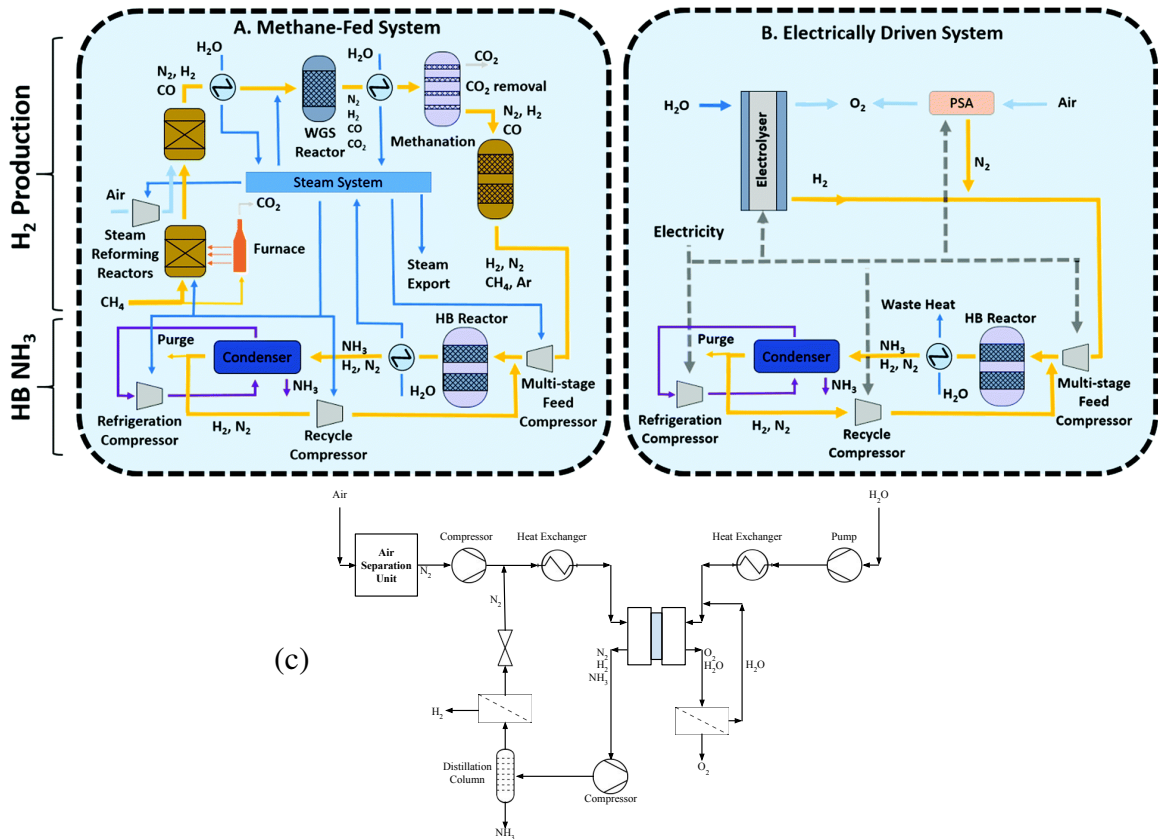 A. Methane-Fed System
H₂O
CO₂
N₂, H₂
CO
CO₂ removal
N₂
H₂
CO
CO₂
WGS
Reactor
Methanation
N₂, H₂
CO
Steam System
Air
CO₂
Steam
Reforming
Reactors
Furnace
Steam
Export
H₂, N₂
CH₄, Ar
CH₄
H₂ Production
HB NH₃
Purge
Condenser
NH₃
H₂, N₂
HB Reactor
NH₃
H₂O
Refrigeration
Compressor
H₂, N₂
Recycle
Compressor
Multi-stage
Feed
Compressor
B. Electrically Driven System
H₂O
Electrolyser
O₂
PSA
Air
N₂
H₂
Electricity
Waste Heat
HB Reactor
Purge
Condenser
NH₃
H₂, N₂
NH₃
H₂O
Refrigeration
Compressor
H₂, N₂
Recycle
Compressor
Multi-stage
Feed
Compressor
(c)
Air
H₂O
Air
Separation
Unit
N₂
Compressor
Heat Exchanger
Heat Exchanger
Pump
N₂
N₂
H₂
NH₃
O₂
H₂O
H₂O
H₂
O₂
Distillation
Column
Compressor
NH₃